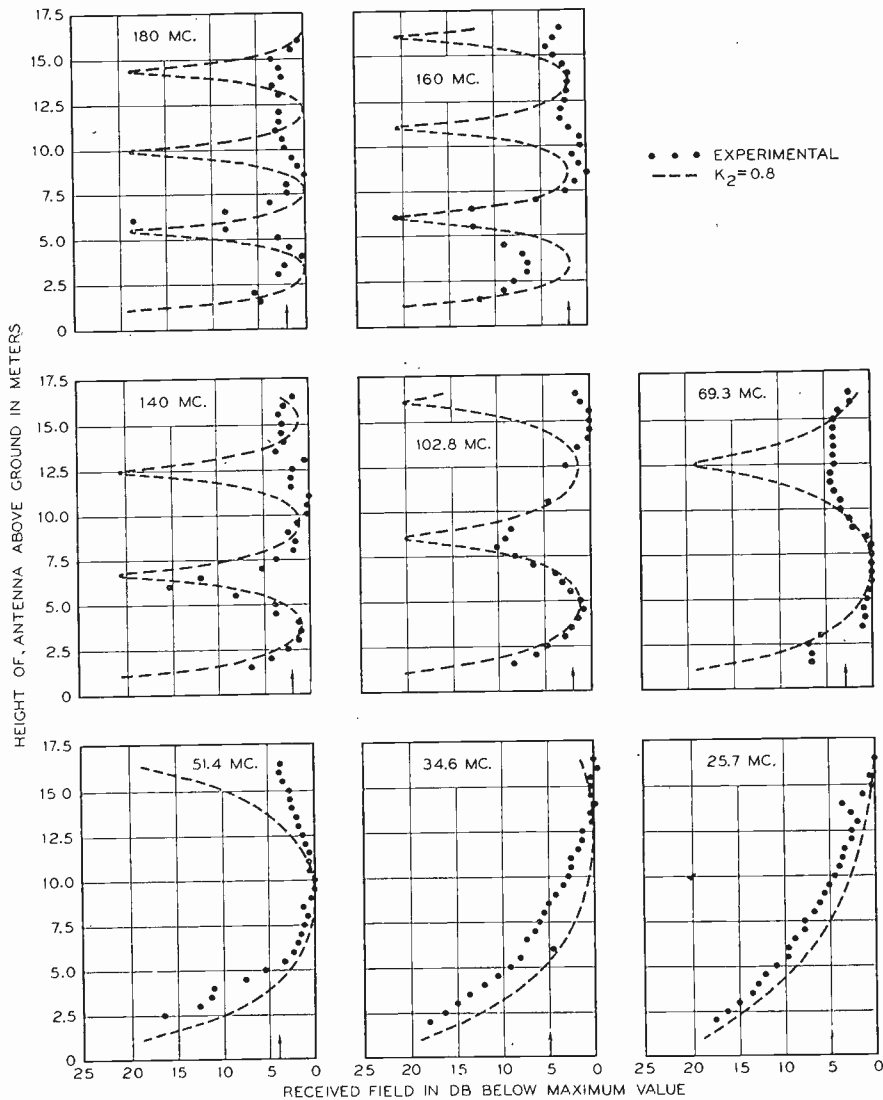 17.5
15.0
12.5
10.0
7.5
5.0
2.5
0
180 MC.
160 MC.
EXPERIMENTAL
K2=0.8
17.5
15.0
12.5
10.0
7.5
5.0
2.5
0
140 MC.
102.8 MC.
69.3 MC.
17.5
15.0
12.5
10.0
7.5
5.0
2.5
0
51.4 MC.
34.6 MC.
25.7 MC.
25 20 15 10 5 0
25 20 15 10 5 0
25 20 15 10 5 0
HEIGHT OF ANTENNA ABOVE GROUND IN METERS
RECEIVED FIELD IN DB BELOW MAXIMUM VALUE